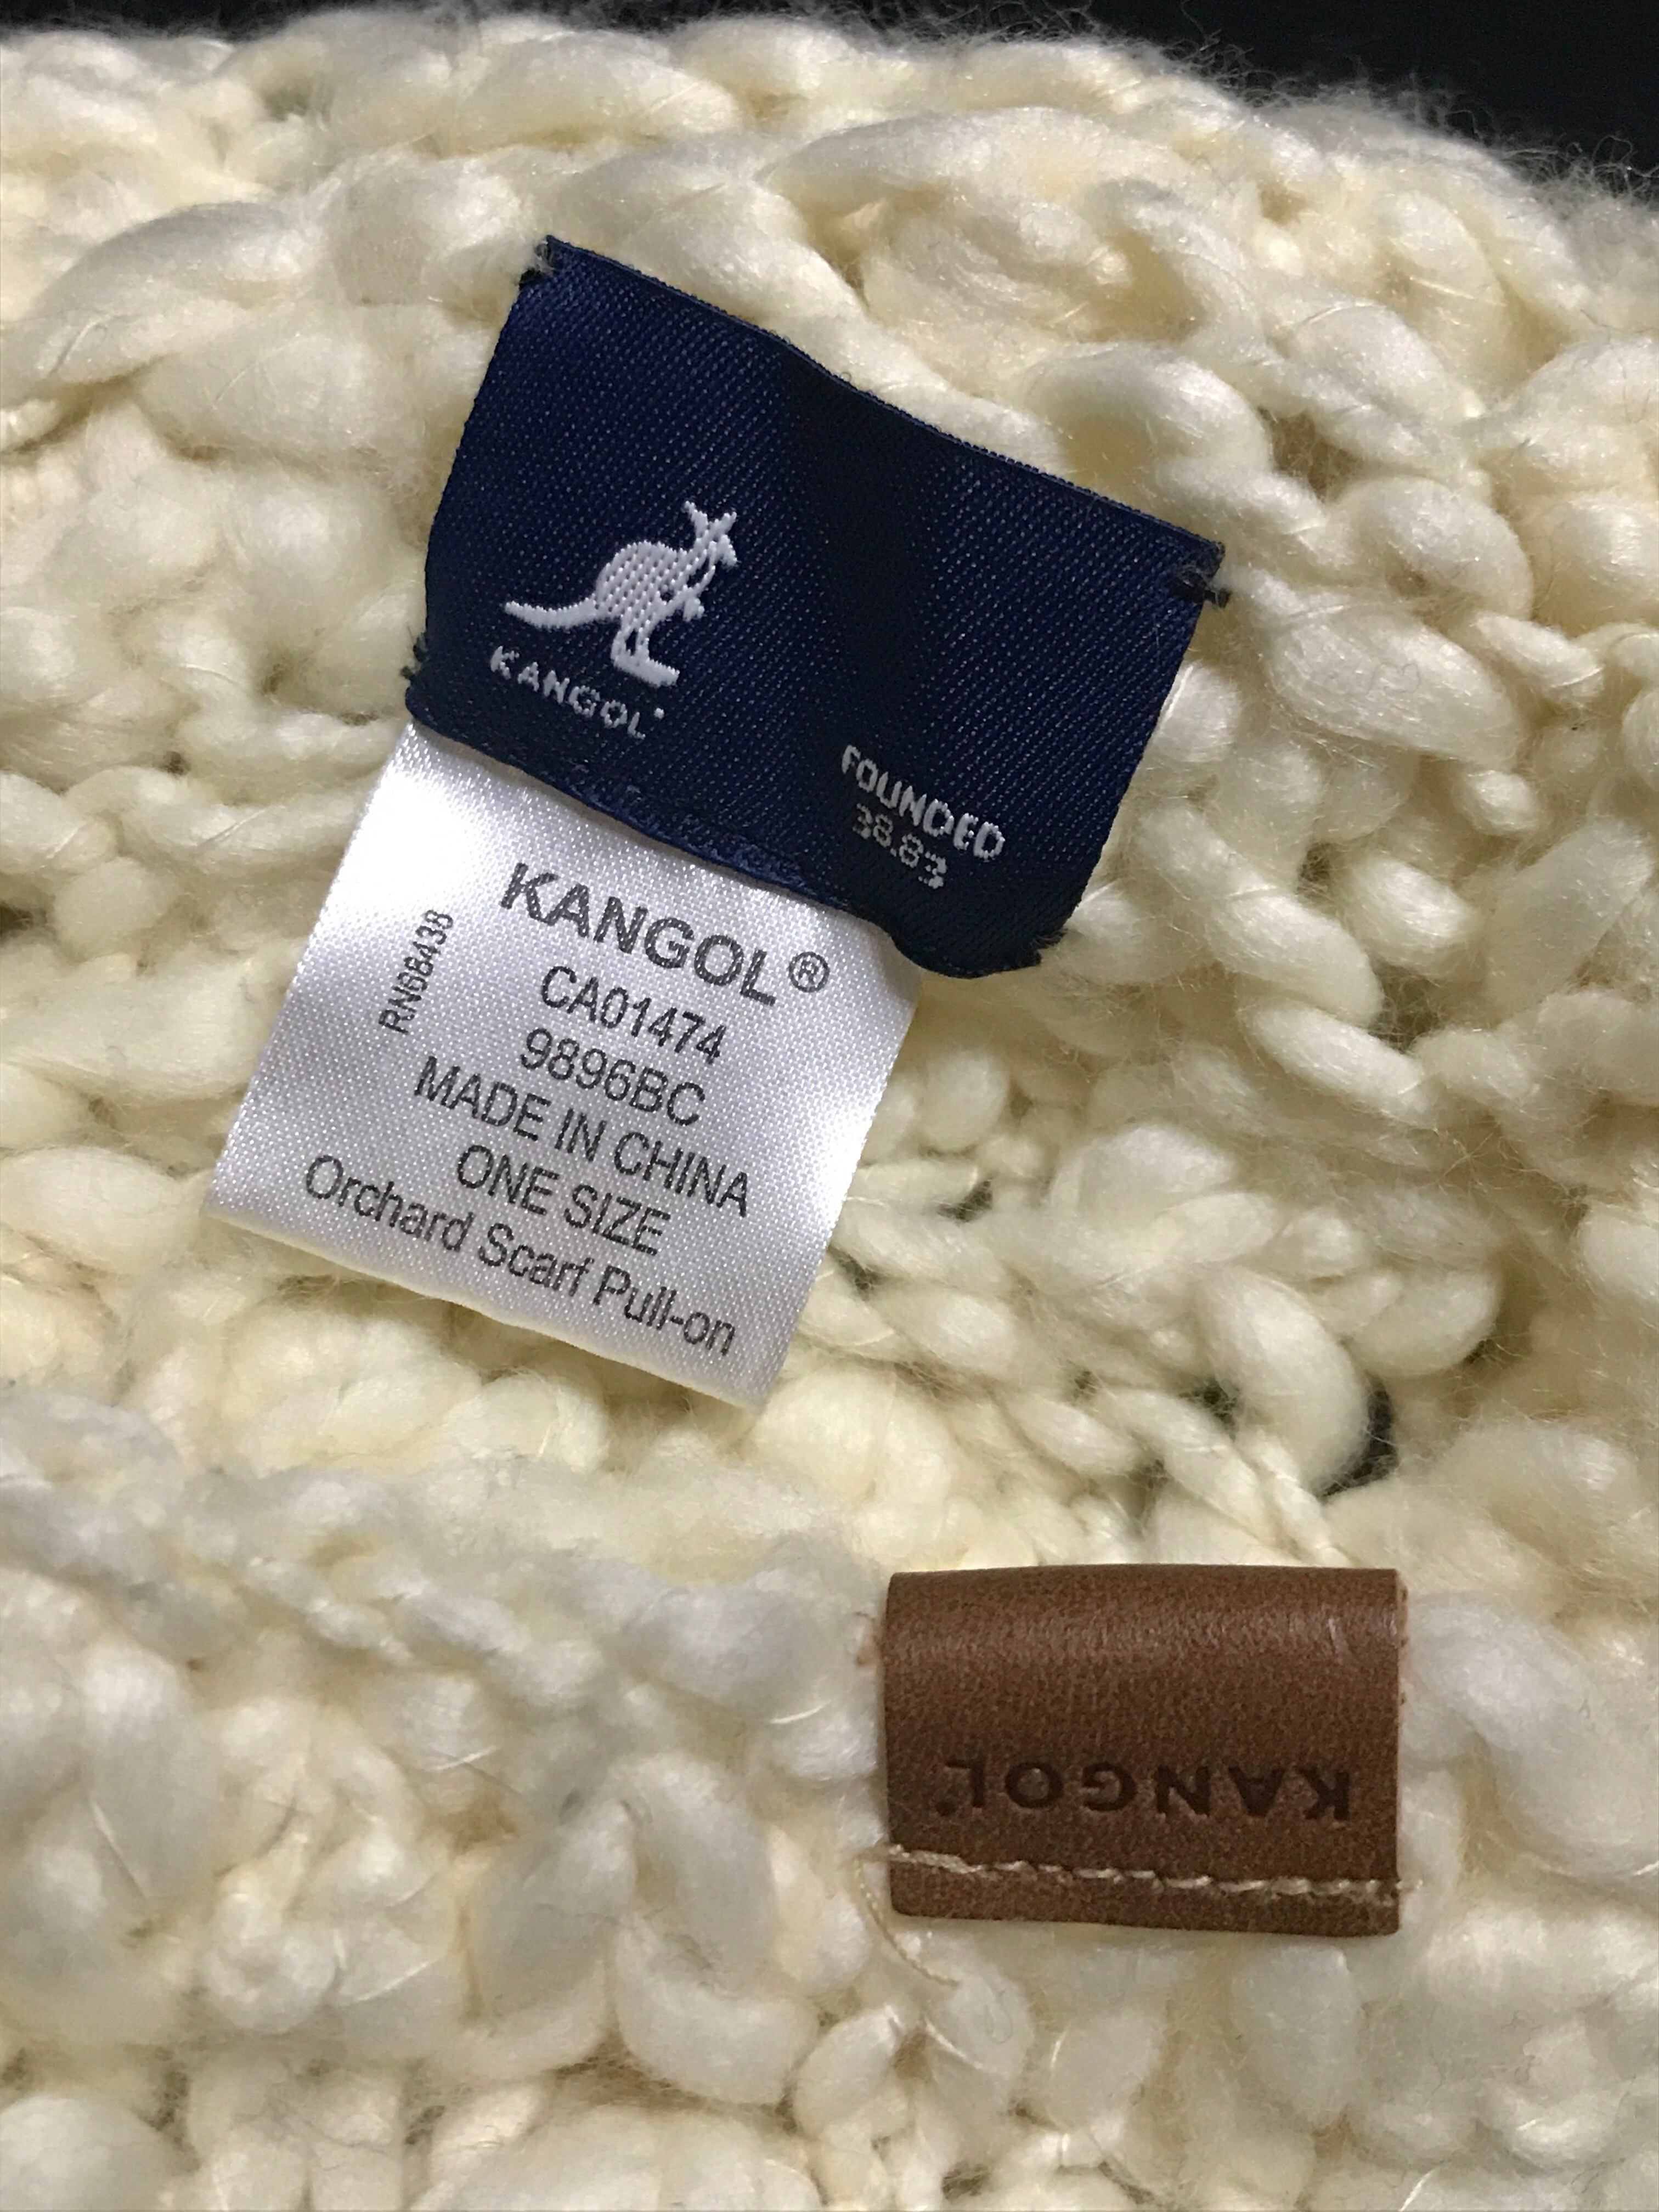 KANGOL
FOUNDED
38.83
KANGOL®
RN68438
CA01474
9896BC
MADE IN CHINA
ONE SIZE
Orchard Scarf Pull-on
KANGOL